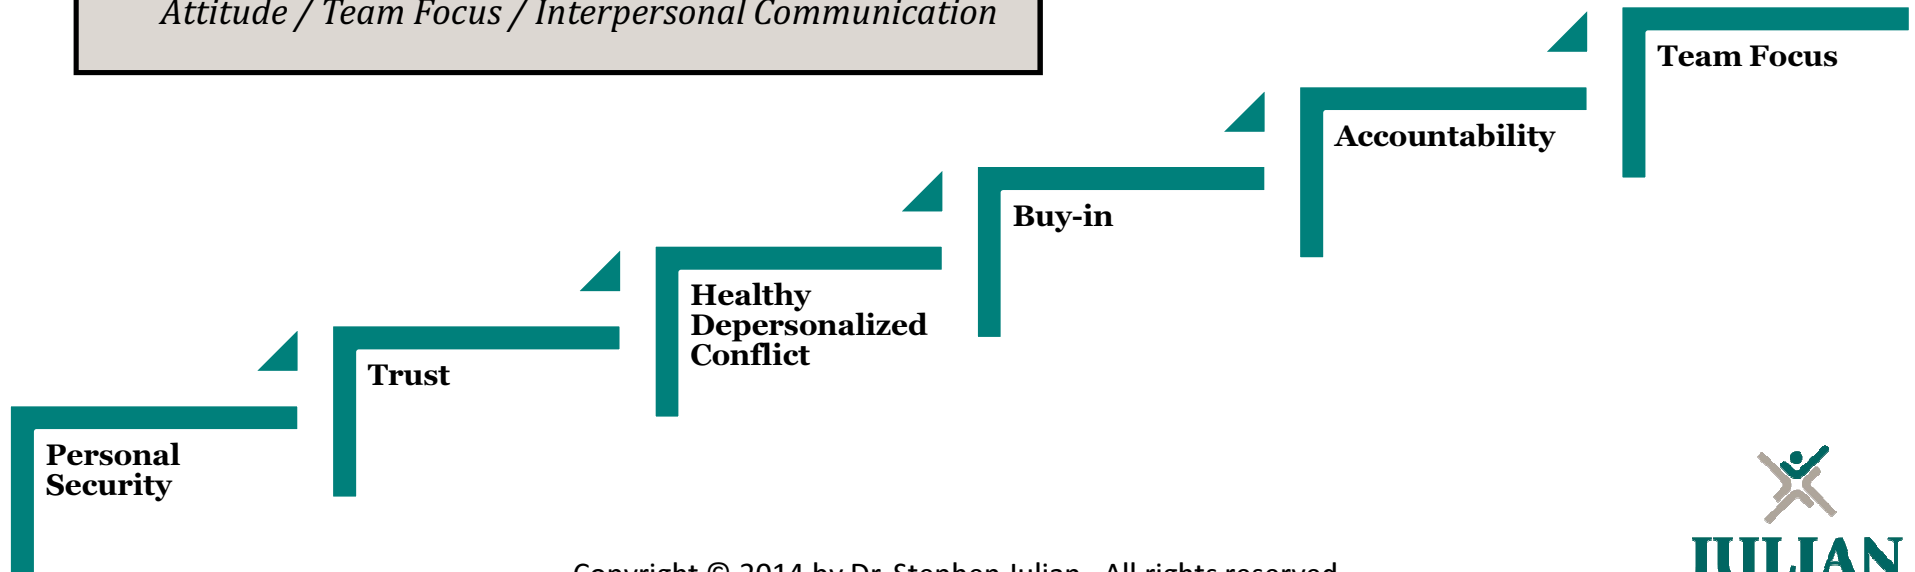 Attitude / Team Focus / Interpersonal Communication
Team Focus
Accountability
Buy-in
Healthy
Depersonalized
Conflict
Trust
Personal
Security
JULIAN
Copyright © 2014 by Dr. Stephen Julian - All rights reserved